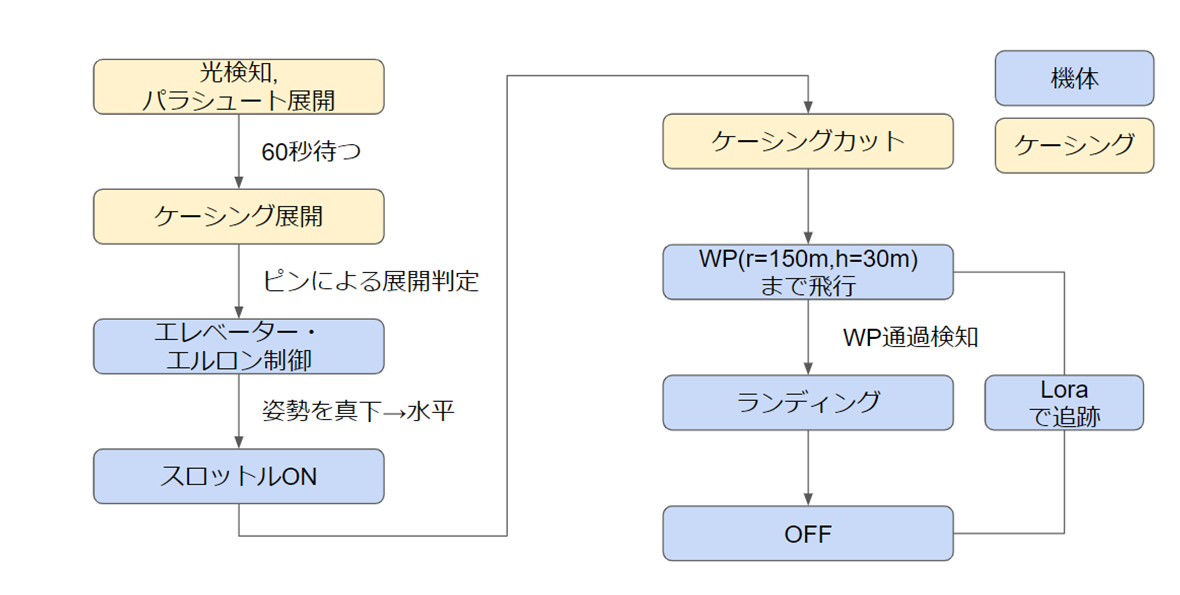 光検知,
パラシュート展開
60秒待つ
ケーシング展開
ピンによる展開判定
エレベーター・
エルロン制御
姿勢を真下→水平
スロットルON
ケーシングカット
WP(r=150m,h=30m)
まで飛行
WP通過検知
ランディング
OFF
Lora
で追跡
機体
ケーシング